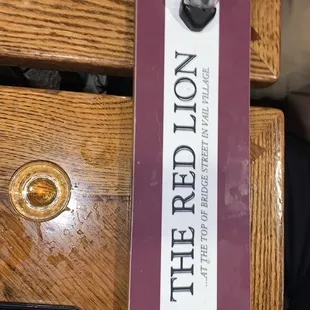 THE RED LION
...AT THE TOP OF BRIDGE STREET IN VAIL VILLAGE